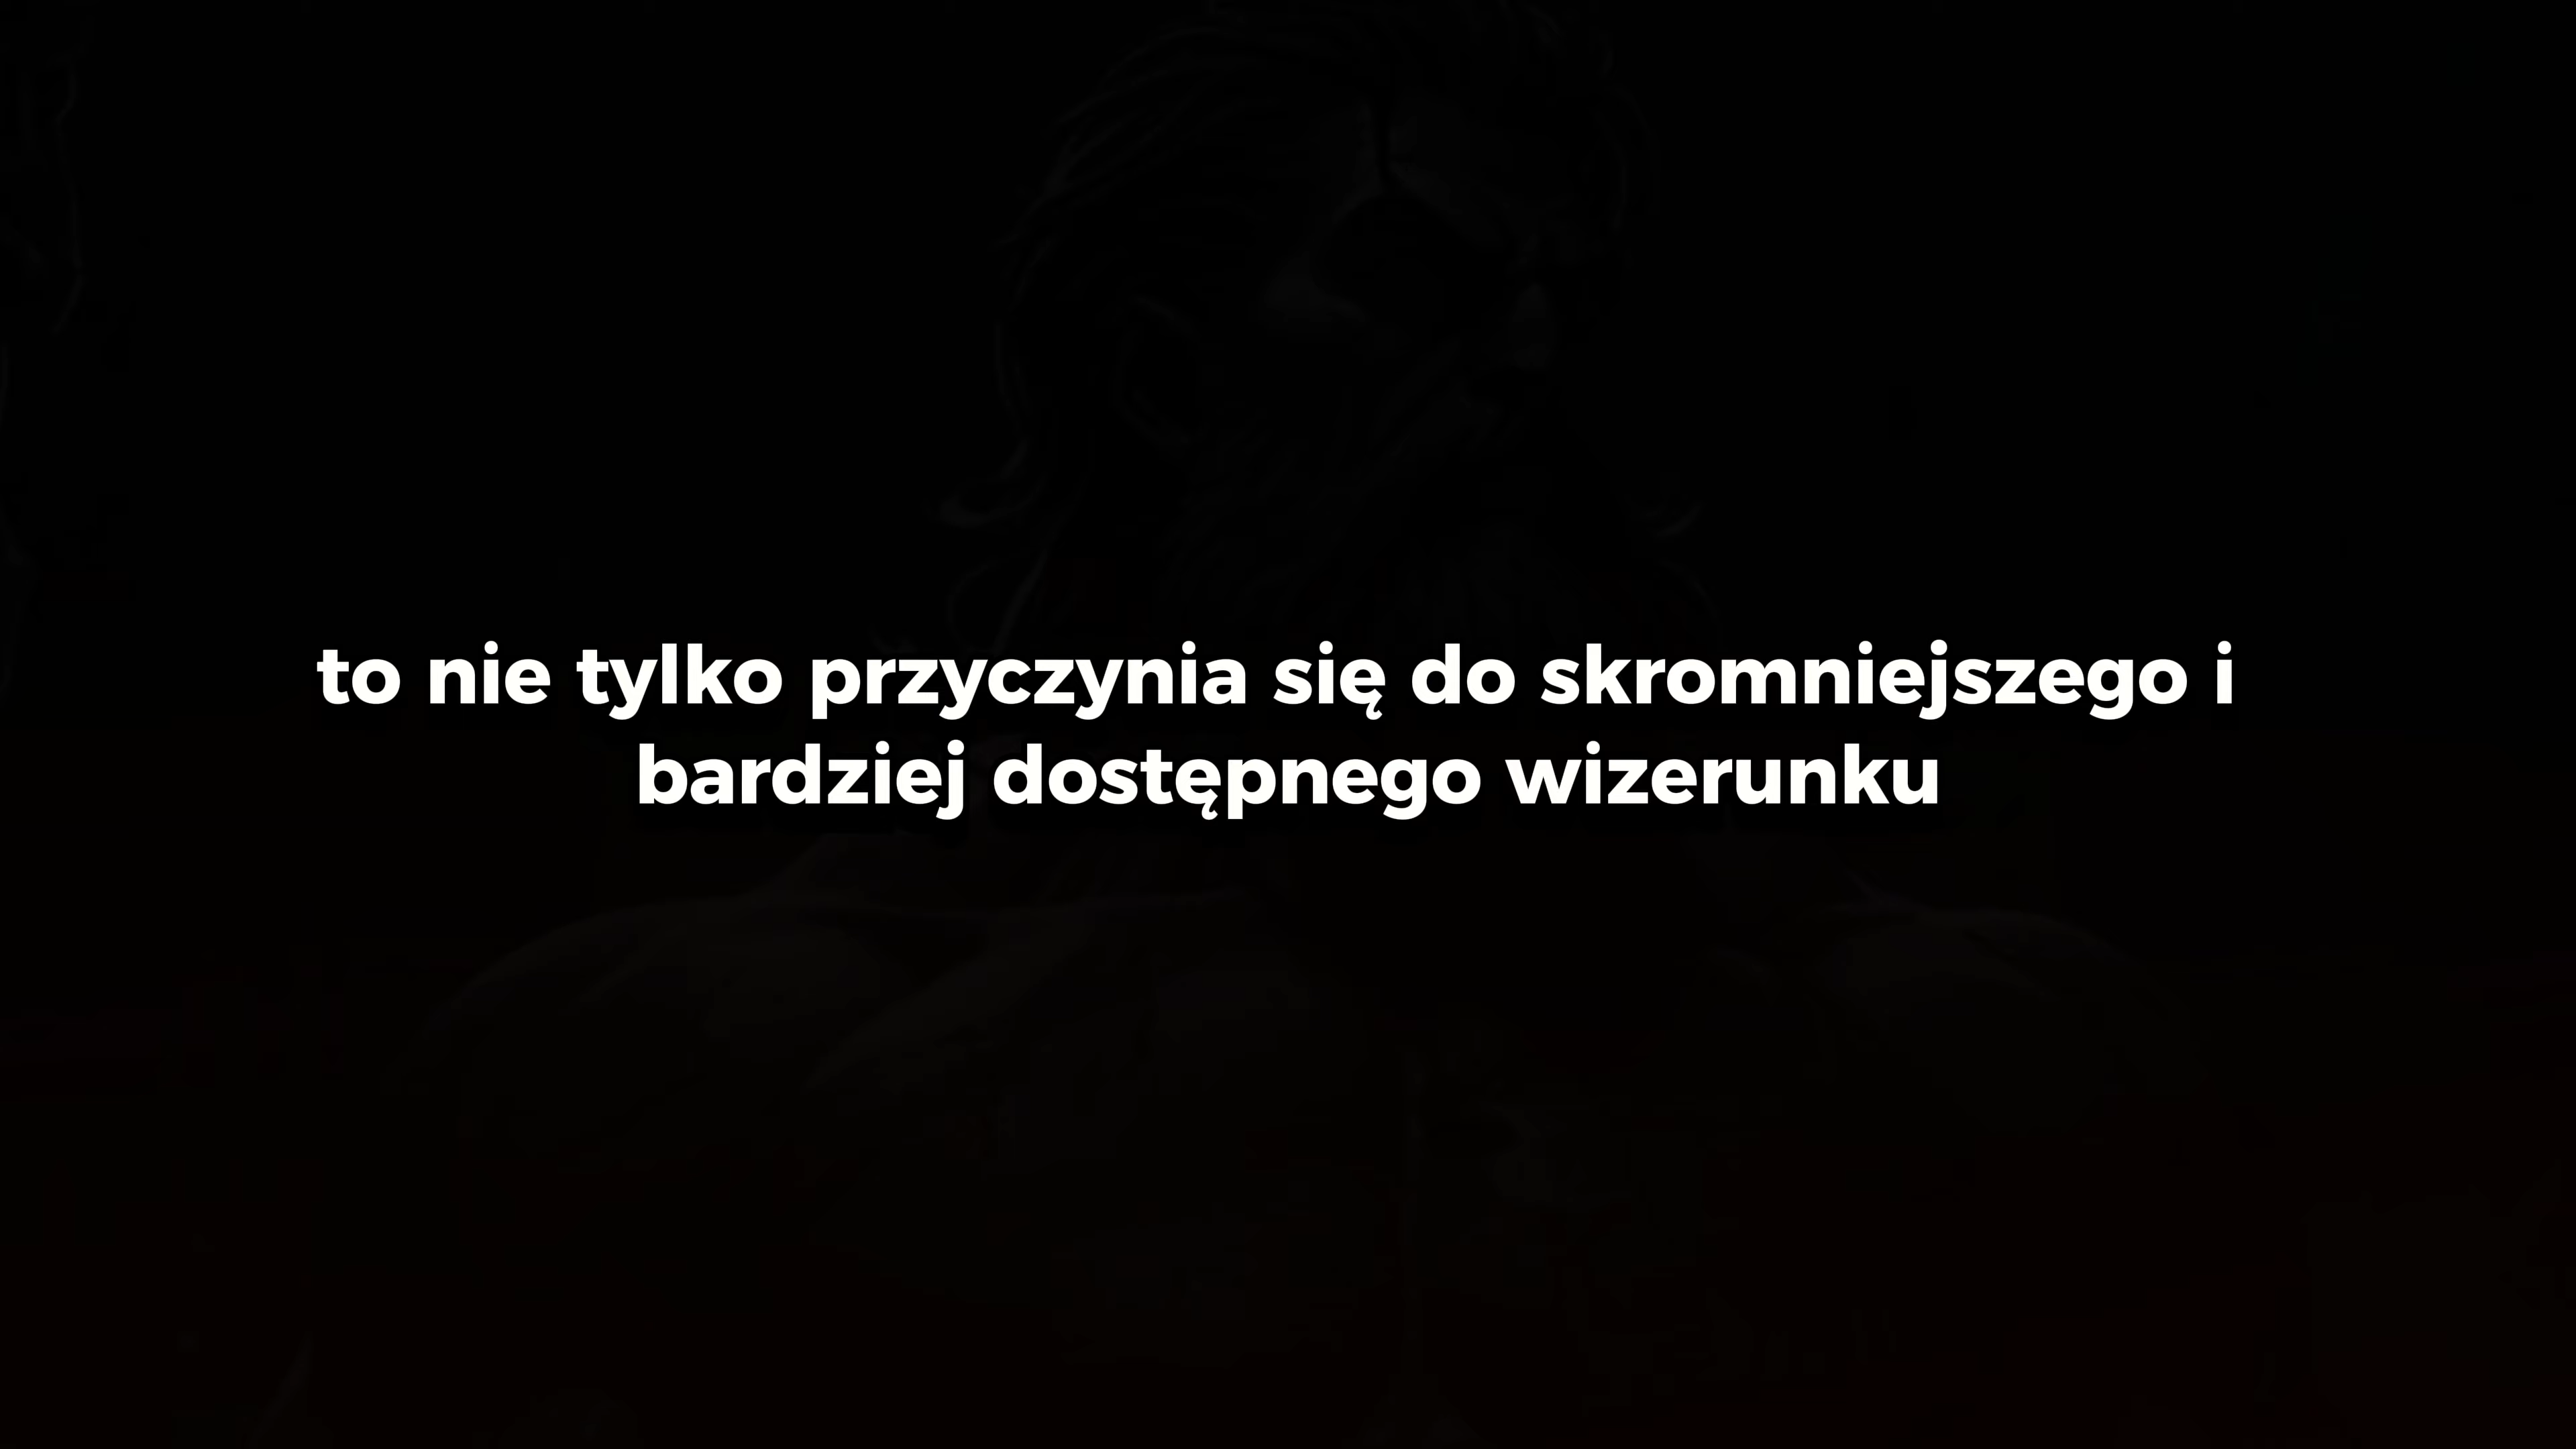 to nie tylko przyczynia się do skromniejszego i
bardziej dostępnego wizerunku